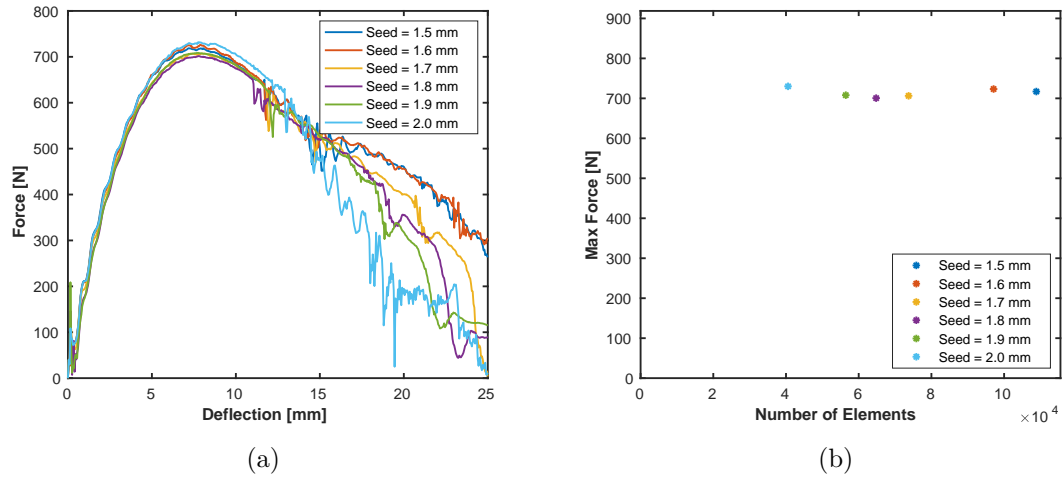 800
700
600
500
400
300
200
100
0
Force [N]
0 5 10 15 20 25
Deflection [mm]
Seed = 1.5 mm
Seed = 1.6 mm
Seed = 1.7 mm
Seed = 1.8 mm
Seed = 1.9 mm
Seed = 2.0 mm
(a)
900
800
700
600
500
400
300
200
100
0
Max Force [N]
0 2 4 6 8 10
× 10 4
Number of Elements
Seed = 1.5 mm
Seed = 1.6 mm
Seed = 1.7 mm
Seed = 1.8 mm
Seed = 1.9 mm
Seed = 2.0 mm
(b)